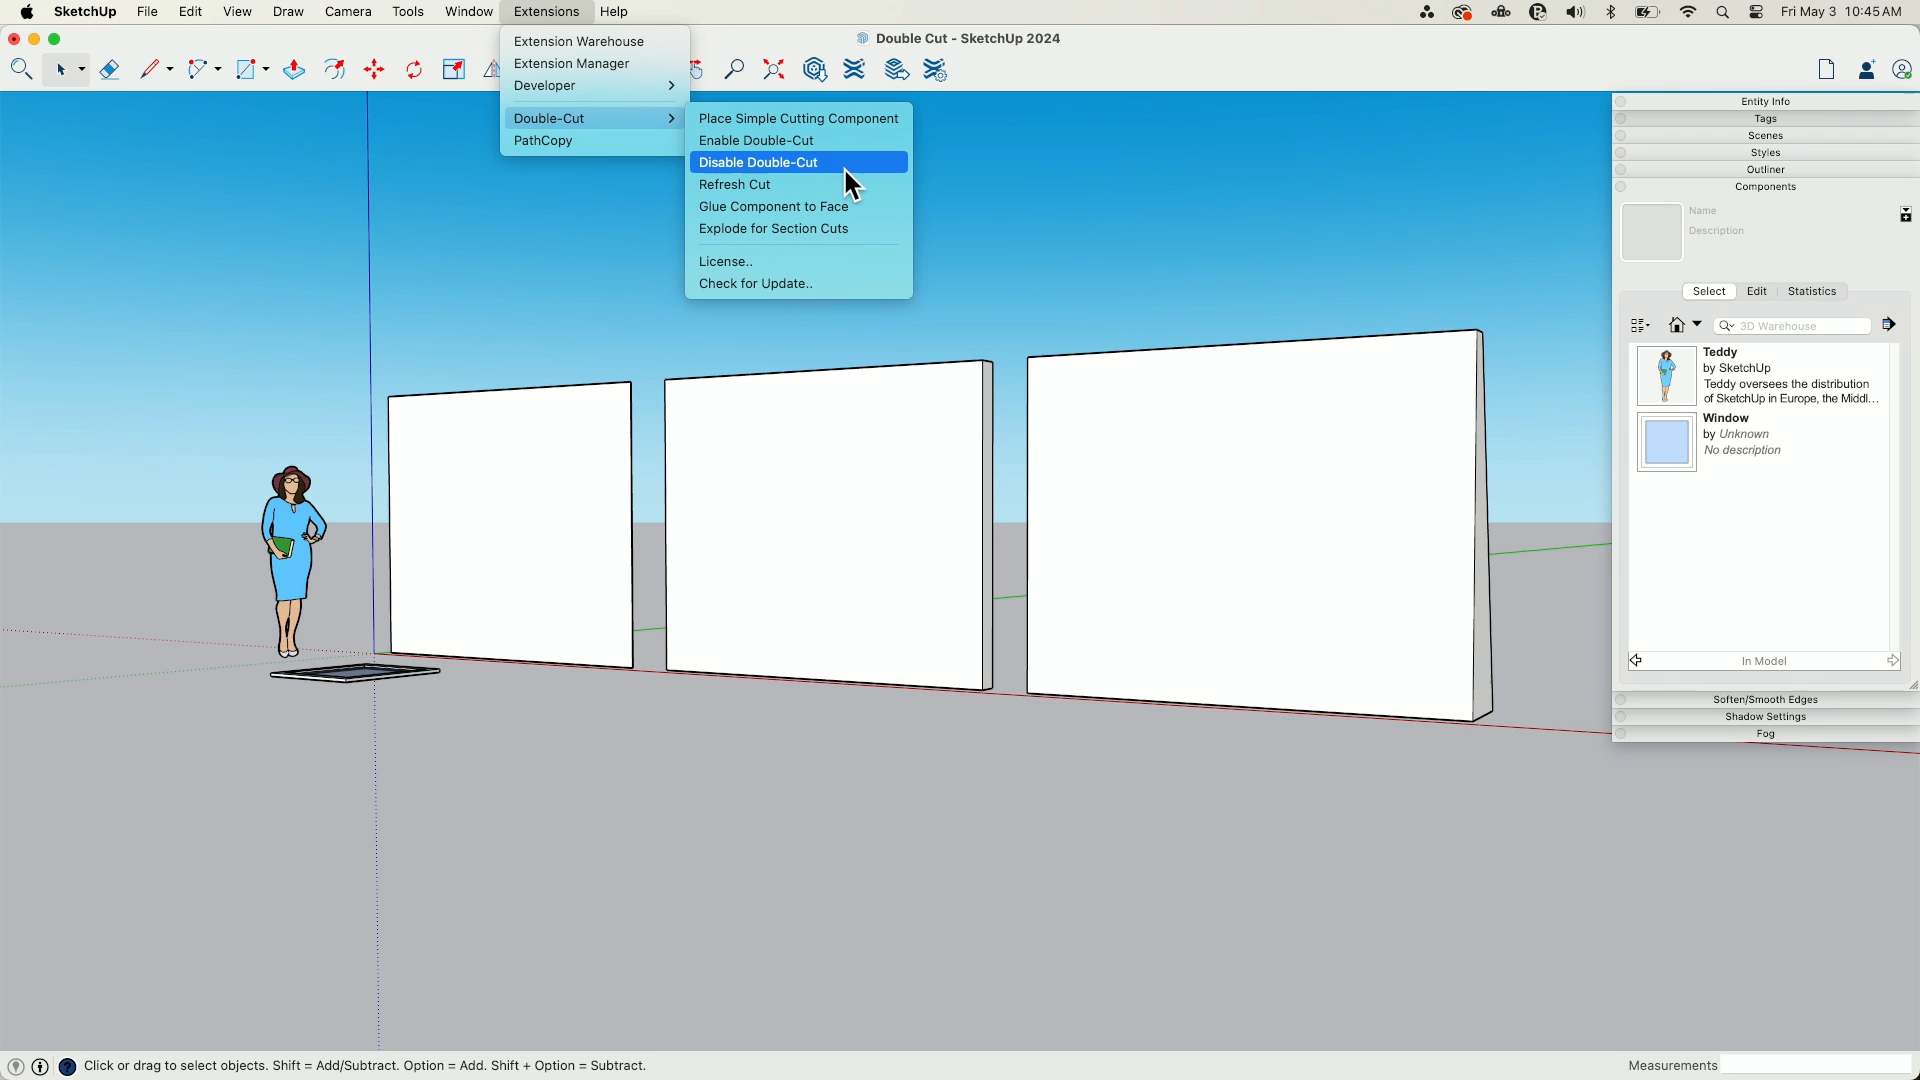 SketchUp File Edit View Draw Camera Tools Window Extensions Help Fri May 3 10:45 AM
Double Cut - SketchUp 2024
Extension Warehouse
Extension Manager
Developer
Double-Cut
PathCopy
Place Simple Cutting Component
Enable Double-Cut
Disable Double-Cut
Refresh Cut
Glue Component to Face
Explode for Section Cuts
License..
Check for Update..
Entity Info
Tags
Scenes
Styles
Outliner
Components
Name
Description
Select Edit Statistics
3D Warehouse
Teddy
by SketchUp
Teddy oversees the distribution
of SketchUp in Europe, the Middl...
Window
by Unknown
No description
In Model
Soften/Smooth Edges
Shadow Settings
Fog
Click or drag to select objects. Shift = Add/Subtract. Option = Add. Shift + Option = Subtract.
Measurements